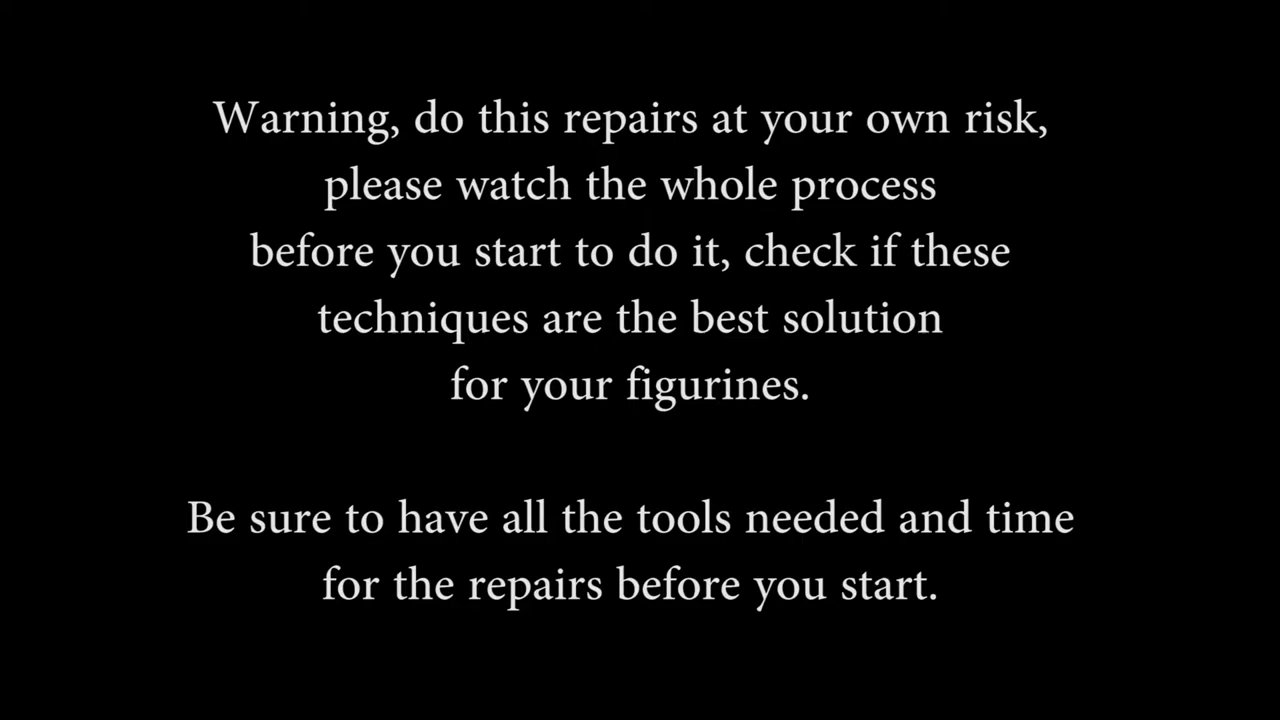 Warning, do this repairs at your own risk,
please watch the whole process
before you start to do it, check if these
techniques are the best solution
for your figurines.
Be sure to have all the tools needed and time
for the repairs before you start.